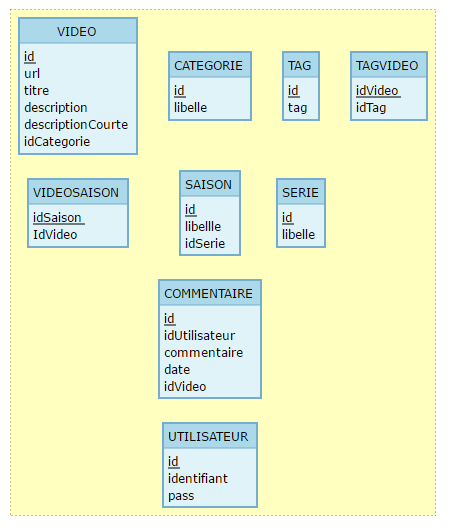 VIDEO
id
url
titre
description
descriptionCourte
idCategorie
CATEGORIE
id
libelle
TAG
id
tag
TAGVIDEO
idVideo
idTag
VIDEOSAISON
idSaison
IdVideo
SAISON
id
libellle
idSerie
SERIE
id
libelle
COMMENTAIRE
id
idUtilisateur
commentaire
date
idVideo
UTILISATEUR
id
identifiant
pass